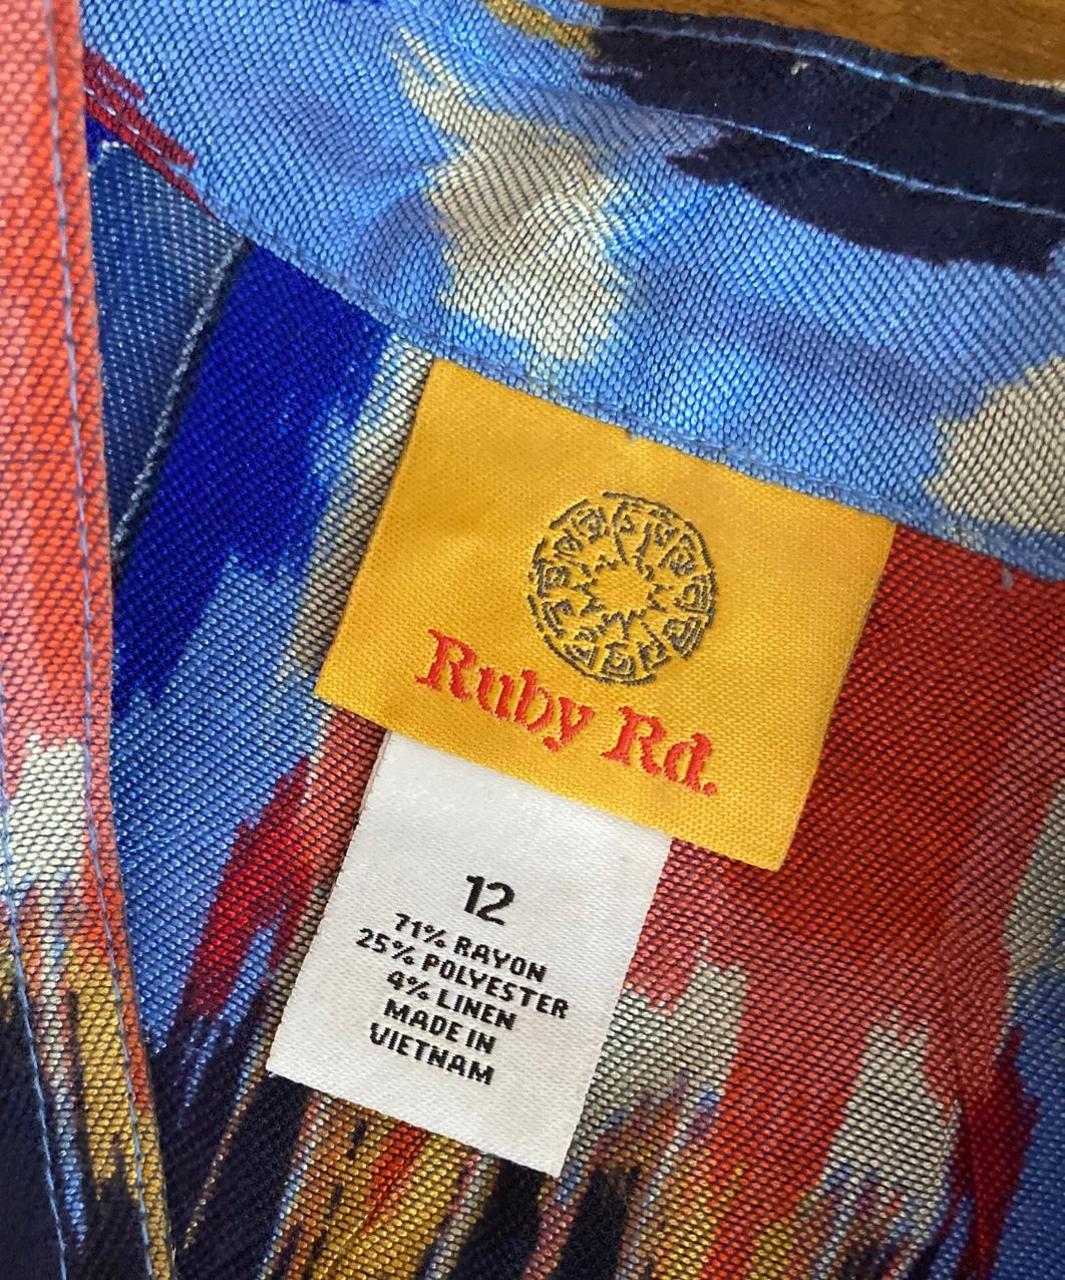 Ruby Rd.
12
71% RAYON
25% POLYESTER
4% LINEN
MADE IN
VIETNAM